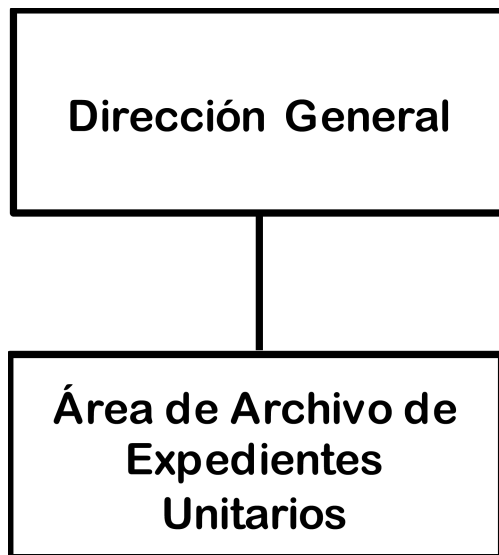 Dirección General
Área de Archivo de
Expedientes
Unitarios